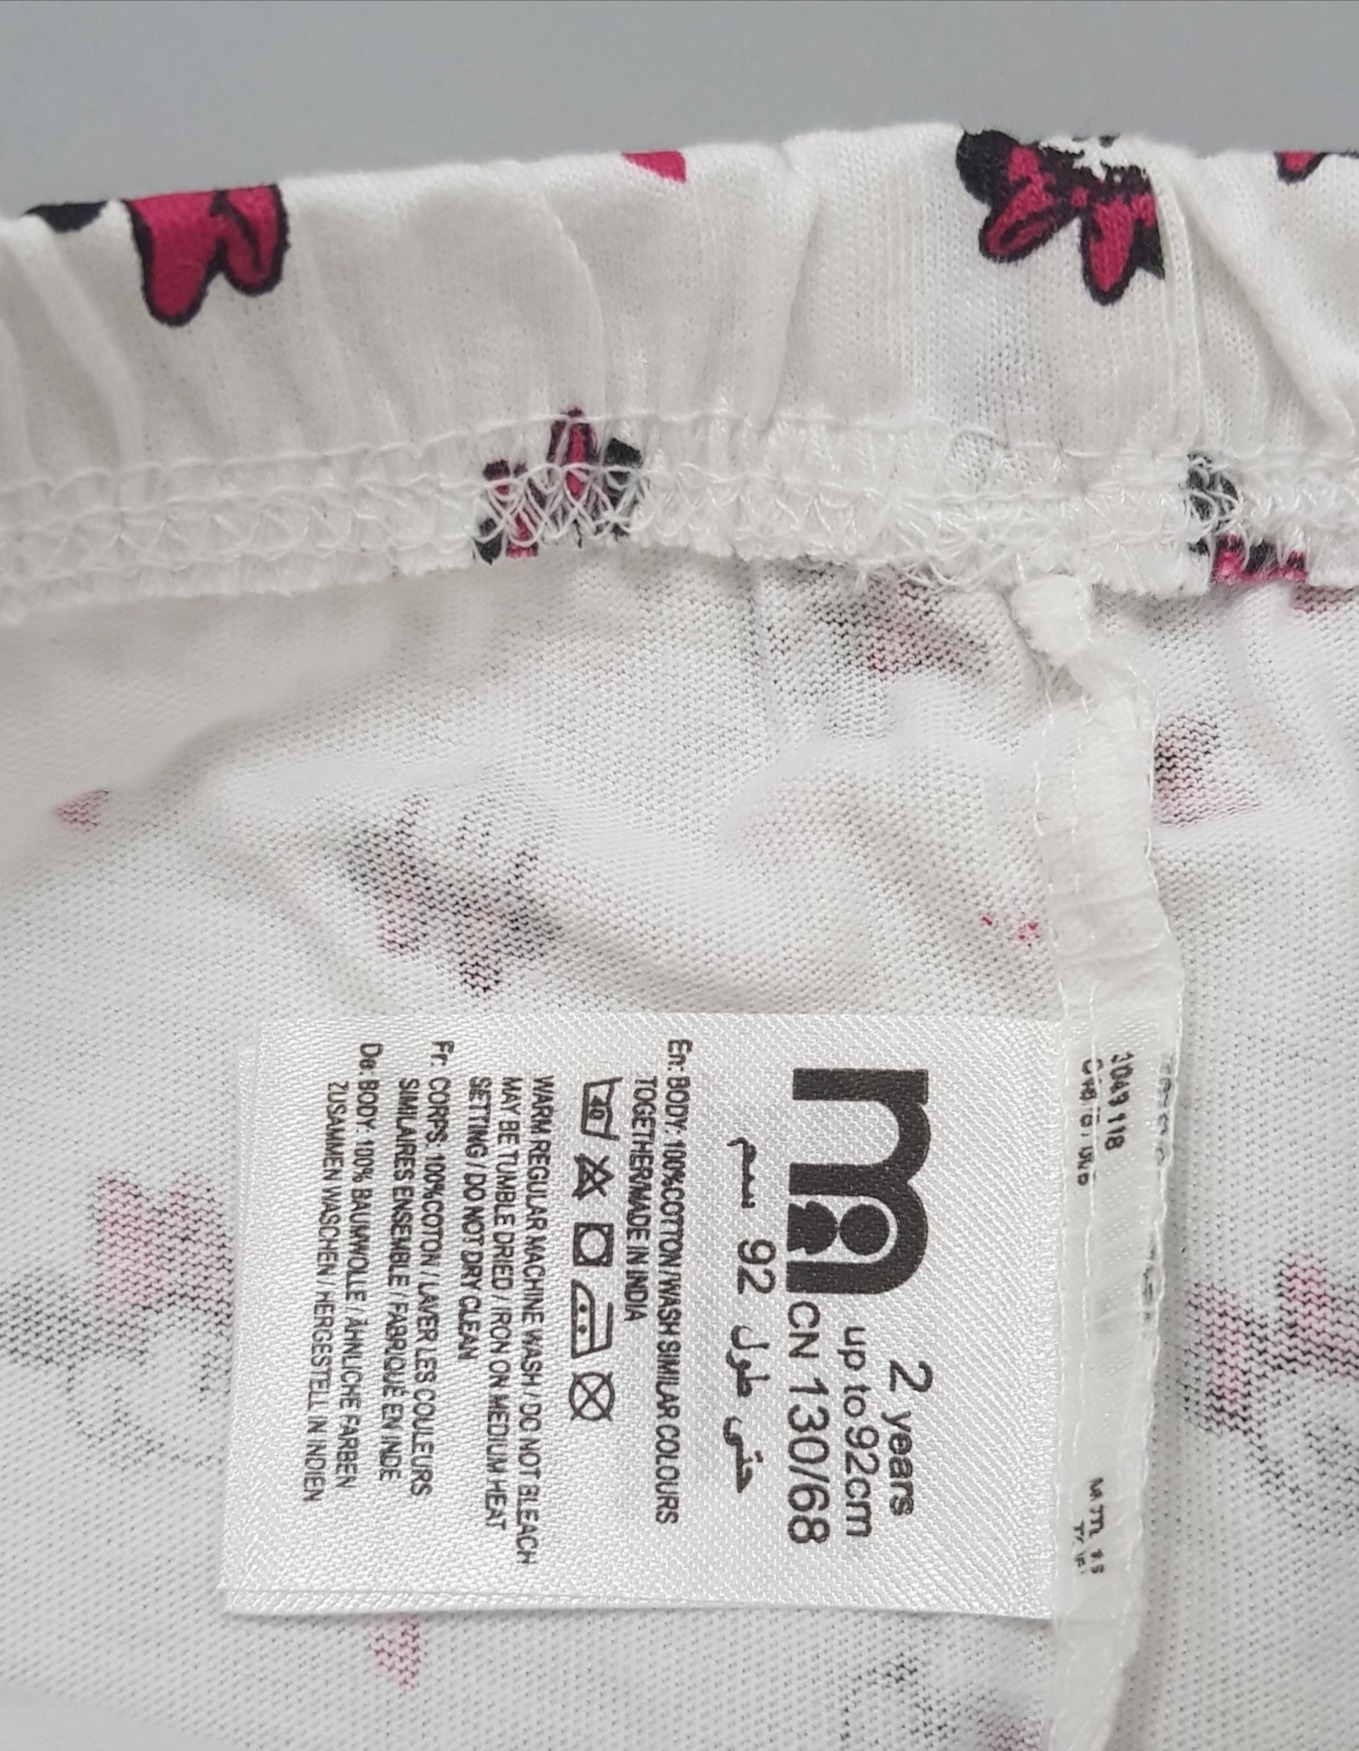 2 years
up to 92cm
CN 130/68
حتى طول 92 سم
En: BODY: 100%COTTON/WASH SIMILAR COLOURS
TOGETHER/MADE IN INDIA
40
WARM REGULAR MACHINE WASH / DO NOT BLEACH
MAY BE TUMBLE DRIED / IRON ON MEDIUM HEAT
SETTING / DO NOT DRY CLEAN
Fr: CORPS: 100%COTON / LAVER LES COULEURS
SIMILAIRES ENSEMBLE / FABRIQUÉ EN INDE
De: BODY: 100% BAUMWOLLE / ÄHNLICHE FARBEN
ZUSAMMEN WASCHEN / HERGESTELL IN INDIEN